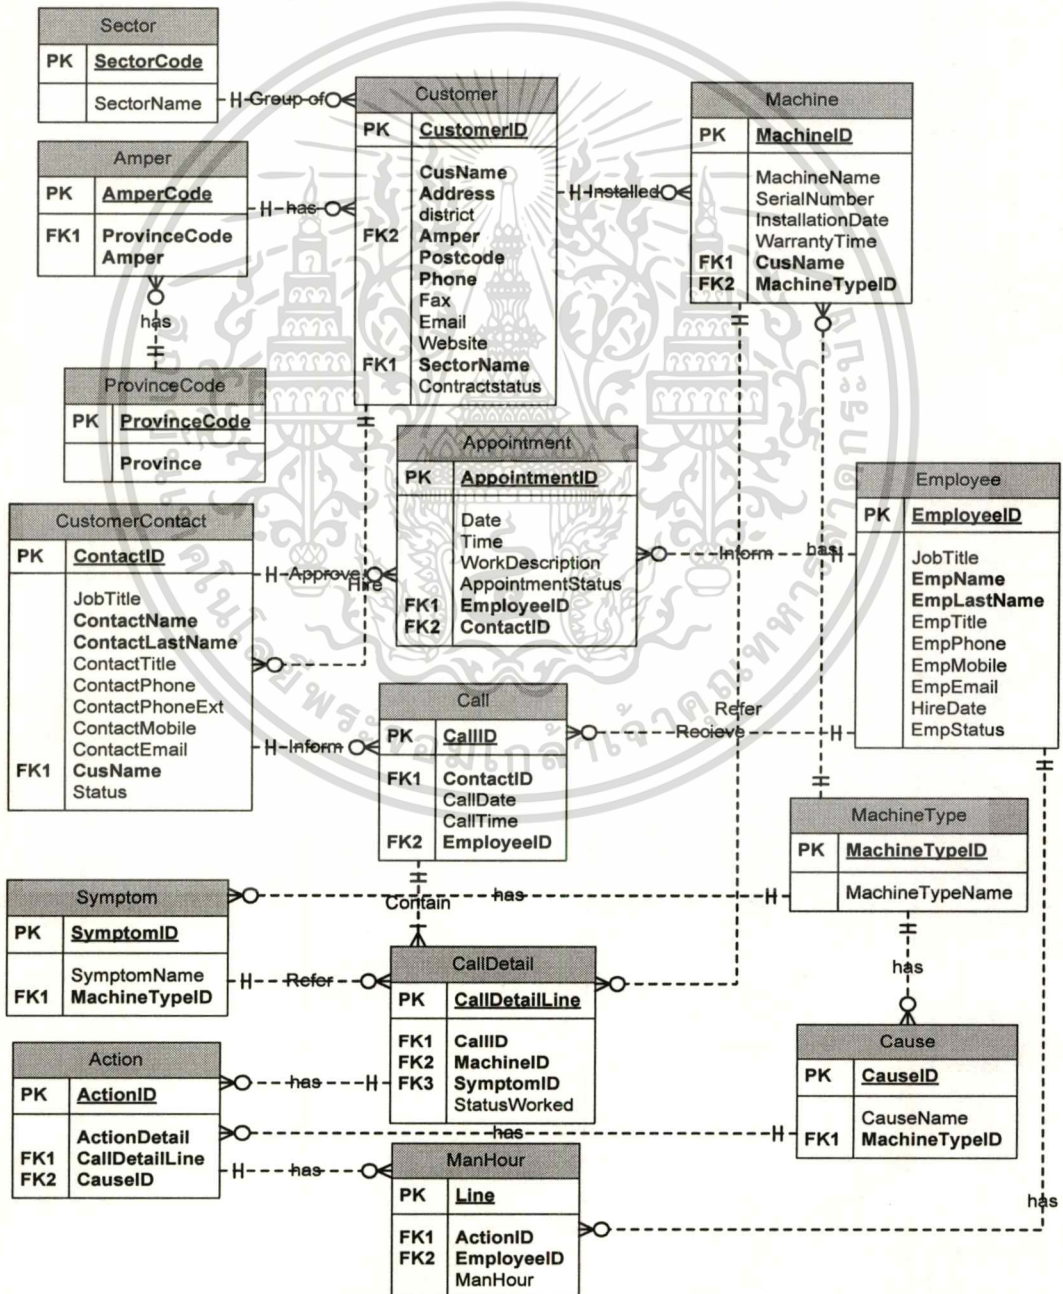 Sector
PK SectorCode
SectorName
Group of
Customer
PK CustomerID
CusName
Address
district
FK2 Amper
Postcode
Phone
Fax
Email
Website
FK1 SectorName
Contractstatus
Installed
Machine
PK MachineID
MachineName
SerialNumber
InstallationDate
WarrantyTime
FK1 CusName
FK2 MachineTypeID
Amper
PK AmperCode
FK1 ProvinceCode
Amper
has
has
ProvinceCode
PK ProvinceCode
Province
Appointment
PK AppointmentID
Date
Time
WorkDescription
AppointmentStatus
FK1 EmployeeID
FK2 ContactID
Inform
has
Employee
PK EmployeeID
JobTitle
EmpName
EmpLastName
EmpTitle
EmpPhone
EmpMobile
EmpEmail
HireDate
EmpStatus
CustomerContact
PK ContactID
JobTitle
ContactName
ContactLastName
ContactTitle
ContactPhone
ContactPhoneExt
ContactMobile
ContactEmail
FK1 CusName
Status
Approve
Hire
Inform
Call
PK CallID
FK1 ContactID
CallDate
CallTime
FK2 EmployeeID
Refer
Recieve
MachineType
PK MachineTypeID
MachineTypeName
Contain
has
has
Symptom
PK SymptomID
SymptomName
FK1 MachineTypeID
Refer
CallDetail
PK CallDetailLine
FK1 CallID
FK2 MachineID
FK3 SymptomID
StatusWorked
Cause
PK CauseID
CauseName
FK1 MachineTypeID
Action
PK ActionID
ActionDetail
FK1 CallDetailLine
FK2 CauseID
has
has
has
ManHour
PK Line
FK1 ActionID
FK2 EmployeeID
ManHour
has